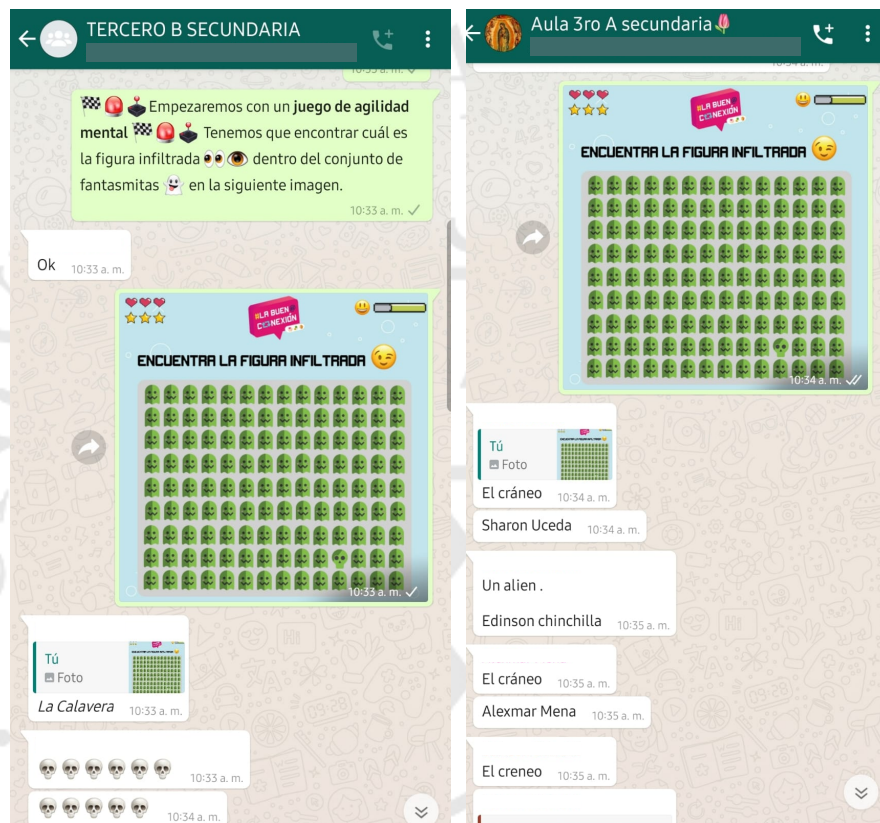 TERCERO B SECUNDARIA
10:33 a. m.
🏁 🚨 🕹 Empezaremos con un juego de agilidad
mental 🏁 🚨 🕹 Tenemos que encontrar cuál es
la figura infiltrada 👀 👁 dentro del conjunto de
fantasmitas 👻 en la siguiente imagen.
10:33 a. m.
Ok 10:33 a. m.
#LA BUEN
CONEXIÓN
ENCUENTRA LA FIGURA INFILTRADA 😉
10:33 a. m.
Tú
Foto
La Calavera 10:33 a. m.
💀 💀 💀 💀 💀 💀 10:33 a. m.
💀 💀 💀 💀 💀 10:34 a. m.
Aula 3ro A secundaria🌷
10:34 a. m.
#LA BUEN
CONEXIÓN
ENCUENTRA LA FIGURA INFILTRADA 😉
10:34 a. m.
Tú
Foto
El cráneo 10:34 a. m.
Sharon Uceda 10:34 a. m.
Un alien .
Edinson chinchilla 10:35 a. m.
El cráneo 10:35 a. m.
Alexmar Mena 10:35 a. m.
El creneo 10:35 a. m.